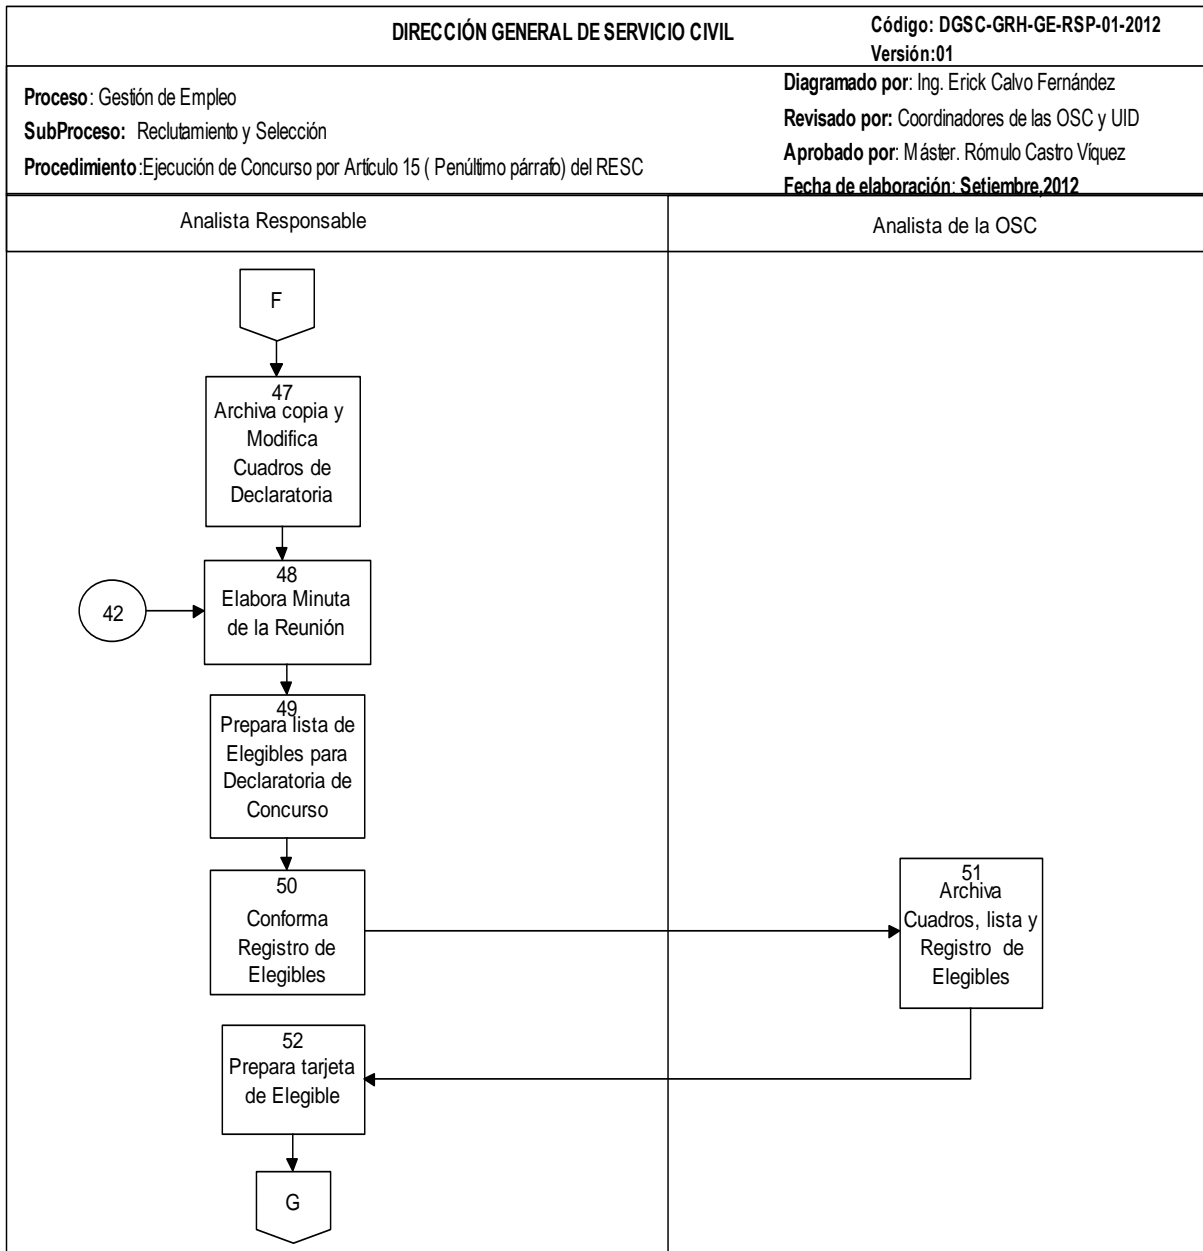 DIRECCIÓN GENERAL DE SERVICIO CIVIL
Código: DGSC-GRH-GE-RSP-01-2012
Versión:01
Proceso: Gestión de Empleo
SubProceso: Reclutamiento y Selección
Procedimiento:Ejecución de Concurso por Artículo 15 ( Penúltimo párrafo) del RESC
Diagramado por: Ing. Erick Calvo Fernández
Revisado por: Coordinadores de las OSC y UID
Aprobado por: Máster. Rómulo Castro Víquez
Fecha de elaboración: Setiembre,2012
Analista Responsable
Analista de la OSC
F
47
Archiva copia y
Modifica
Cuadros de
Declaratoria
48
Elabora Minuta
de la Reunión
42
49
Prepara lista de
Elegibles para
Declaratoria de
Concurso
50
Conforma
Registro de
Elegibles
51
Archiva
Cuadros, lista y
Registro de
Elegibles
52
Prepara tarjeta
de Elegible
G